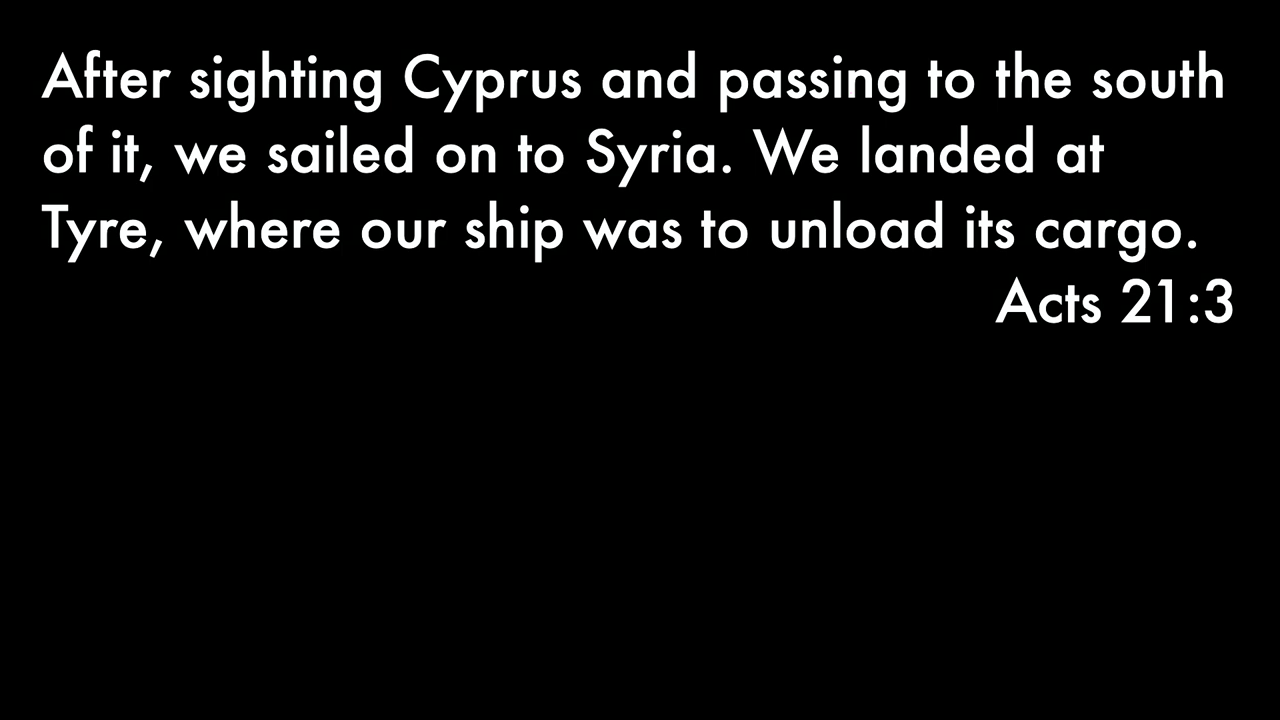 After sighting Cyprus and passing to the south
of it, we sailed on to Syria. We landed at
Tyre, where our ship was to unload its cargo.
Acts 21:3